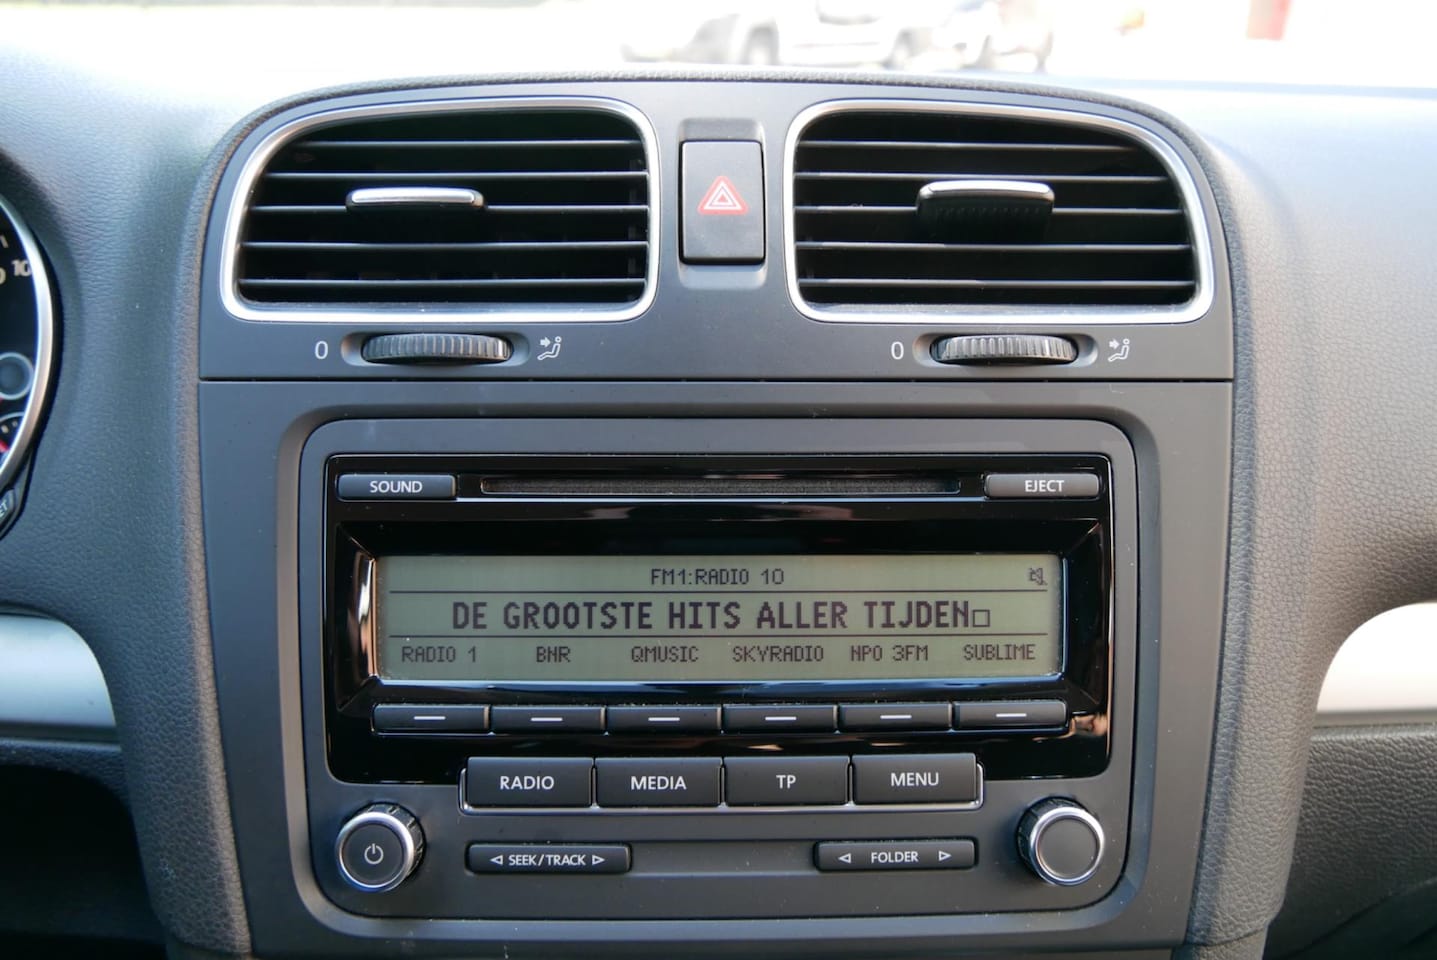 10
0
0
SOUND
EJECT
FM1:RADIO 10
DE GROOTSTE HITS ALLER TIJDEN
RADIO 1 BNR QMUSIC SKYRADIO NPO 3FM SUBLIME
RADIO MEDIA TP MENU
SEEK/TRACK
FOLDER